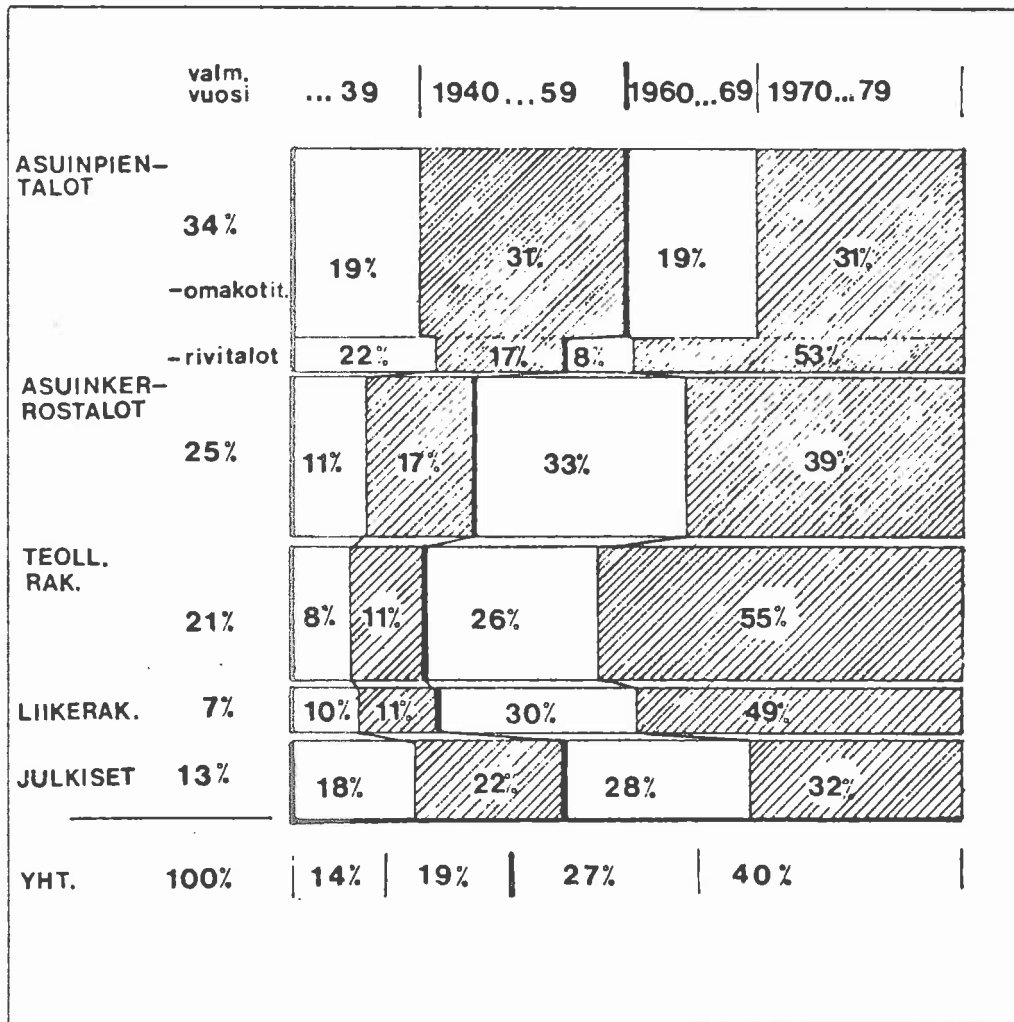 valm.
vuosi ...39 1940...59 1960...69 1970...79
ASUINPIEN-
TALOT
34%
19% 31% 19% 31%
-omakotit.
-rivitalot 22% 17% 8% 53%
ASUINKER-
ROSTALOT
25% 11% 17% 33% 39%
TEOLL.
RAK.
21% 8% 11% 26% 55%
LIIKERAK. 7% 10% 11% 30% 49%
JULKISET 13% 18% 22% 28% 32%
YHT. 100% 14% 19% 27% 40%